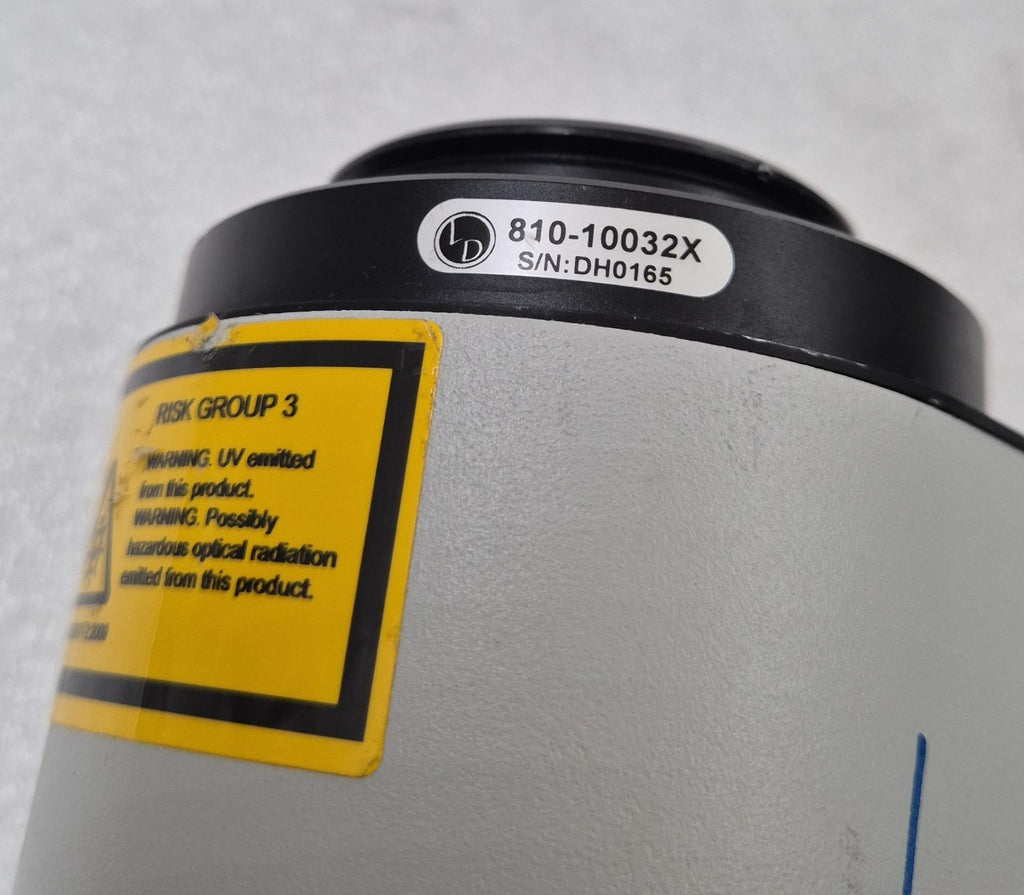 LD
810-10032X
S/N:DH0165
RISK GROUP 3
WARNING. UV emitted
from this product.
WARNING. Possibly
hazardous optical radiation
emitted from this product.